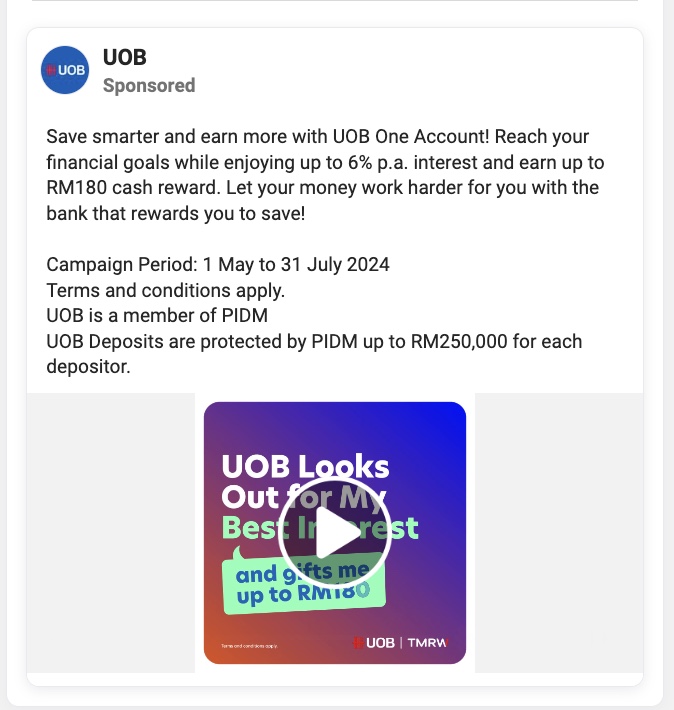 UOB
UOB
Sponsored
Save smarter and earn more with UOB One Account! Reach your
financial goals while enjoying up to 6% p.a. interest and earn up to
RM180 cash reward. Let your money work harder for you with the
bank that rewards you to save!
Campaign Period: 1 May to 31 July 2024
Terms and conditions apply.
UOB is a member of PIDM
UOB Deposits are protected by PIDM up to RM250,000 for each
depositor.
UOB Looks
Out for My
Best Interest
and gifts me
up to RM180
Terms and conditions apply.
UOB | TMRW